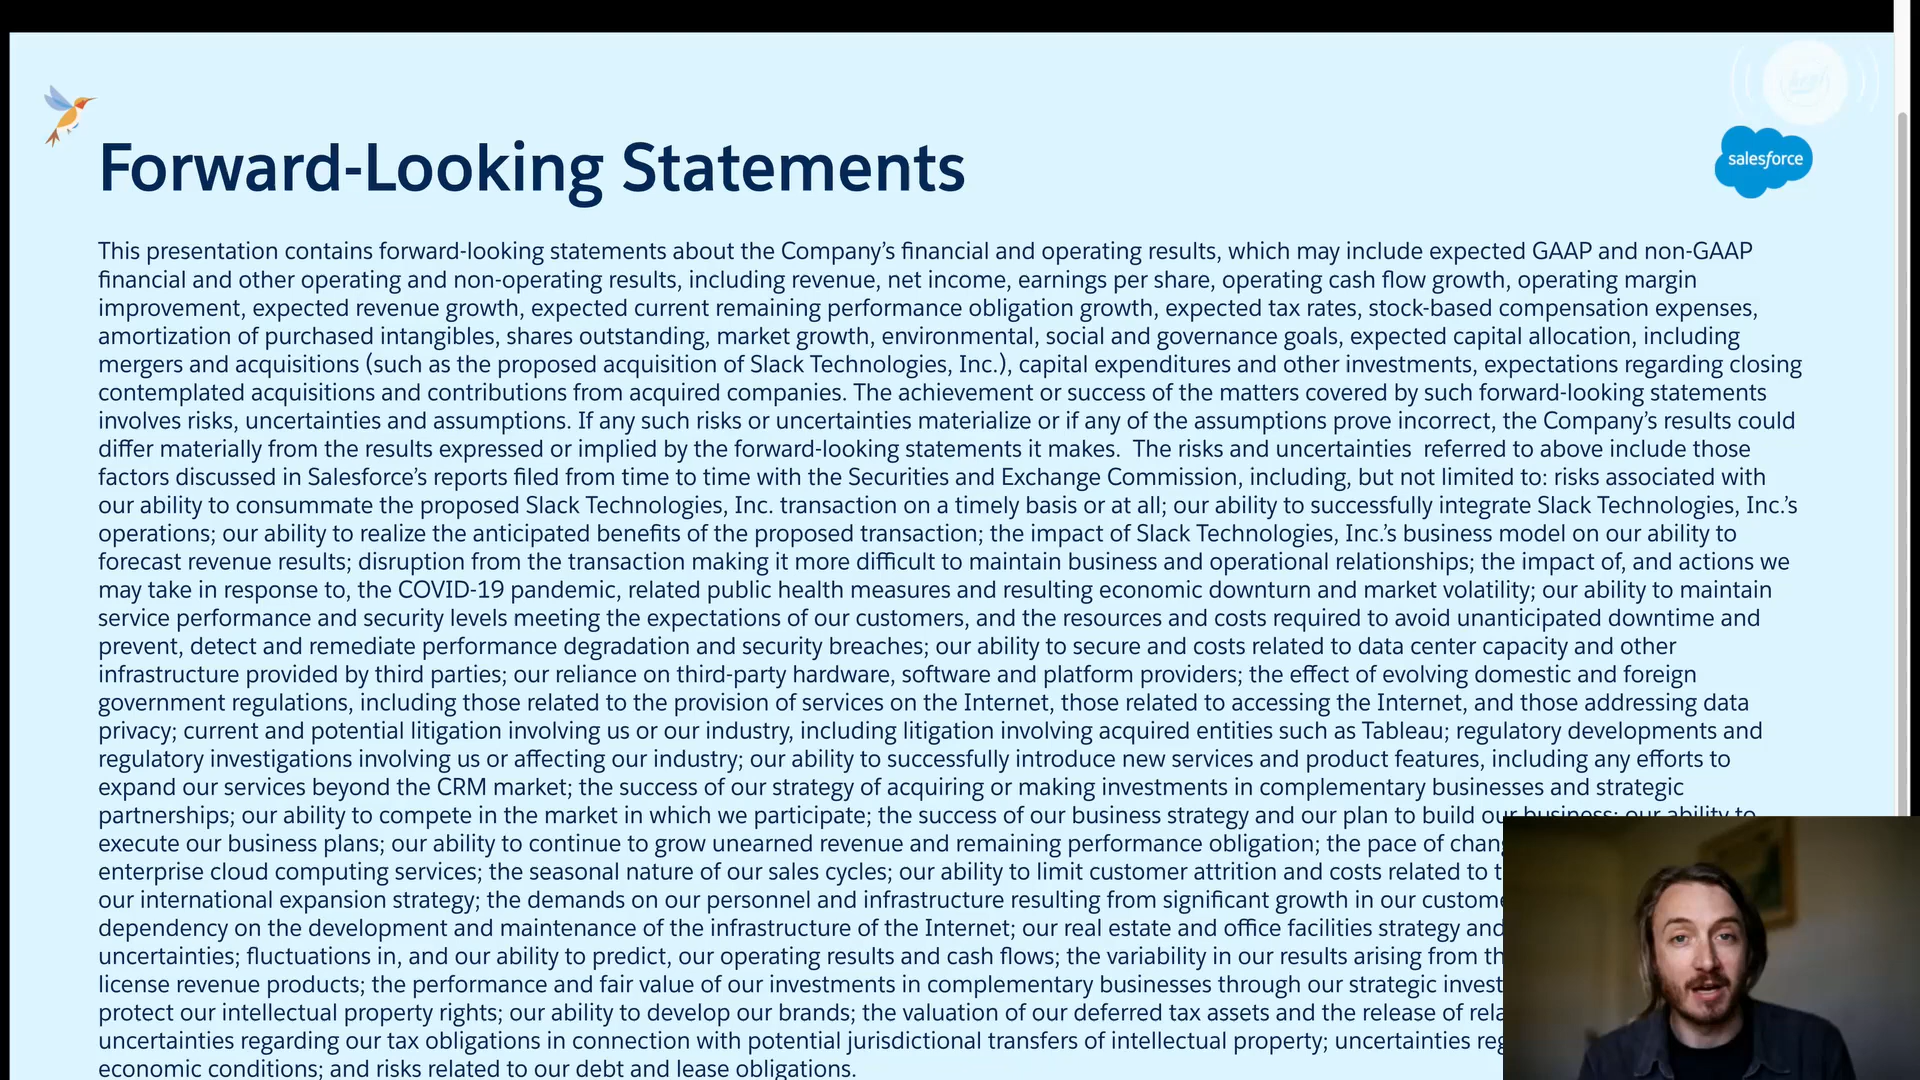 Forward-Looking Statements
salesforce
This presentation contains forward-looking statements about the Company’s financial and operating results, which may include expected GAAP and non-GAAP
financial and other operating and non-operating results, including revenue, net income, earnings per share, operating cash flow growth, operating margin
improvement, expected revenue growth, expected current remaining performance obligation growth, expected tax rates, stock-based compensation expenses,
amortization of purchased intangibles, shares outstanding, market growth, environmental, social and governance goals, expected capital allocation, including
mergers and acquisitions (such as the proposed acquisition of Slack Technologies, Inc.), capital expenditures and other investments, expectations regarding closing
contemplated acquisitions and contributions from acquired companies. The achievement or success of the matters covered by such forward-looking statements
involves risks, uncertainties and assumptions. If any such risks or uncertainties materialize or if any of the assumptions prove incorrect, the Company’s results could
differ materially from the results expressed or implied by the forward-looking statements it makes.  The risks and uncertainties  referred to above include those
factors discussed in Salesforce’s reports filed from time to time with the Securities and Exchange Commission, including, but not limited to: risks associated with
our ability to consummate the proposed Slack Technologies, Inc. transaction on a timely basis or at all; our ability to successfully integrate Slack Technologies, Inc.’s
operations; our ability to realize the anticipated benefits of the proposed transaction; the impact of Slack Technologies, Inc.’s business model on our ability to
forecast revenue results; disruption from the transaction making it more difficult to maintain business and operational relationships; the impact of, and actions we
may take in response to, the COVID-19 pandemic, related public health measures and resulting economic downturn and market volatility; our ability to maintain
service performance and security levels meeting the expectations of our customers, and the resources and costs required to avoid unanticipated downtime and
prevent, detect and remediate performance degradation and security breaches; our ability to secure and costs related to data center capacity and other
infrastructure provided by third parties; our reliance on third-party hardware, software and platform providers; the effect of evolving domestic and foreign
government regulations, including those related to the provision of services on the Internet, those related to accessing the Internet, and those addressing data
privacy; current and potential litigation involving us or our industry, including litigation involving acquired entities such as Tableau; regulatory developments and
regulatory investigations involving us or affecting our industry; our ability to successfully introduce new services and product features, including any efforts to
expand our services beyond the CRM market; the success of our strategy of acquiring or making investments in complementary businesses and strategic
partnerships; our ability to compete in the market in which we participate; the success of our business strategy and our plan to build our business; our ability to
execute our business plans; our ability to continue to grow unearned revenue and remaining performance obligation; the pace of
enterprise cloud computing services; the seasonal nature of our sales cycles; our ability to limit customer attrition and costs related to
our international expansion strategy; the demands on our personnel and infrastructure resulting from significant growth in our
dependency on the development and maintenance of the infrastructure of the Internet; our real estate and office facilities strategy and
uncertainties; fluctuations in, and our ability to predict, our operating results and cash flows; the variability in our results arising from
license revenue products; the performance and fair value of our investments in complementary businesses through our strategic
protect our intellectual property rights; our ability to develop our brands; the valuation of our deferred tax assets and the release of
uncertainties regarding our tax obligations in connection with potential jurisdictional transfers of intellectual property; uncertainties
economic conditions; and risks related to our debt and lease obligations.